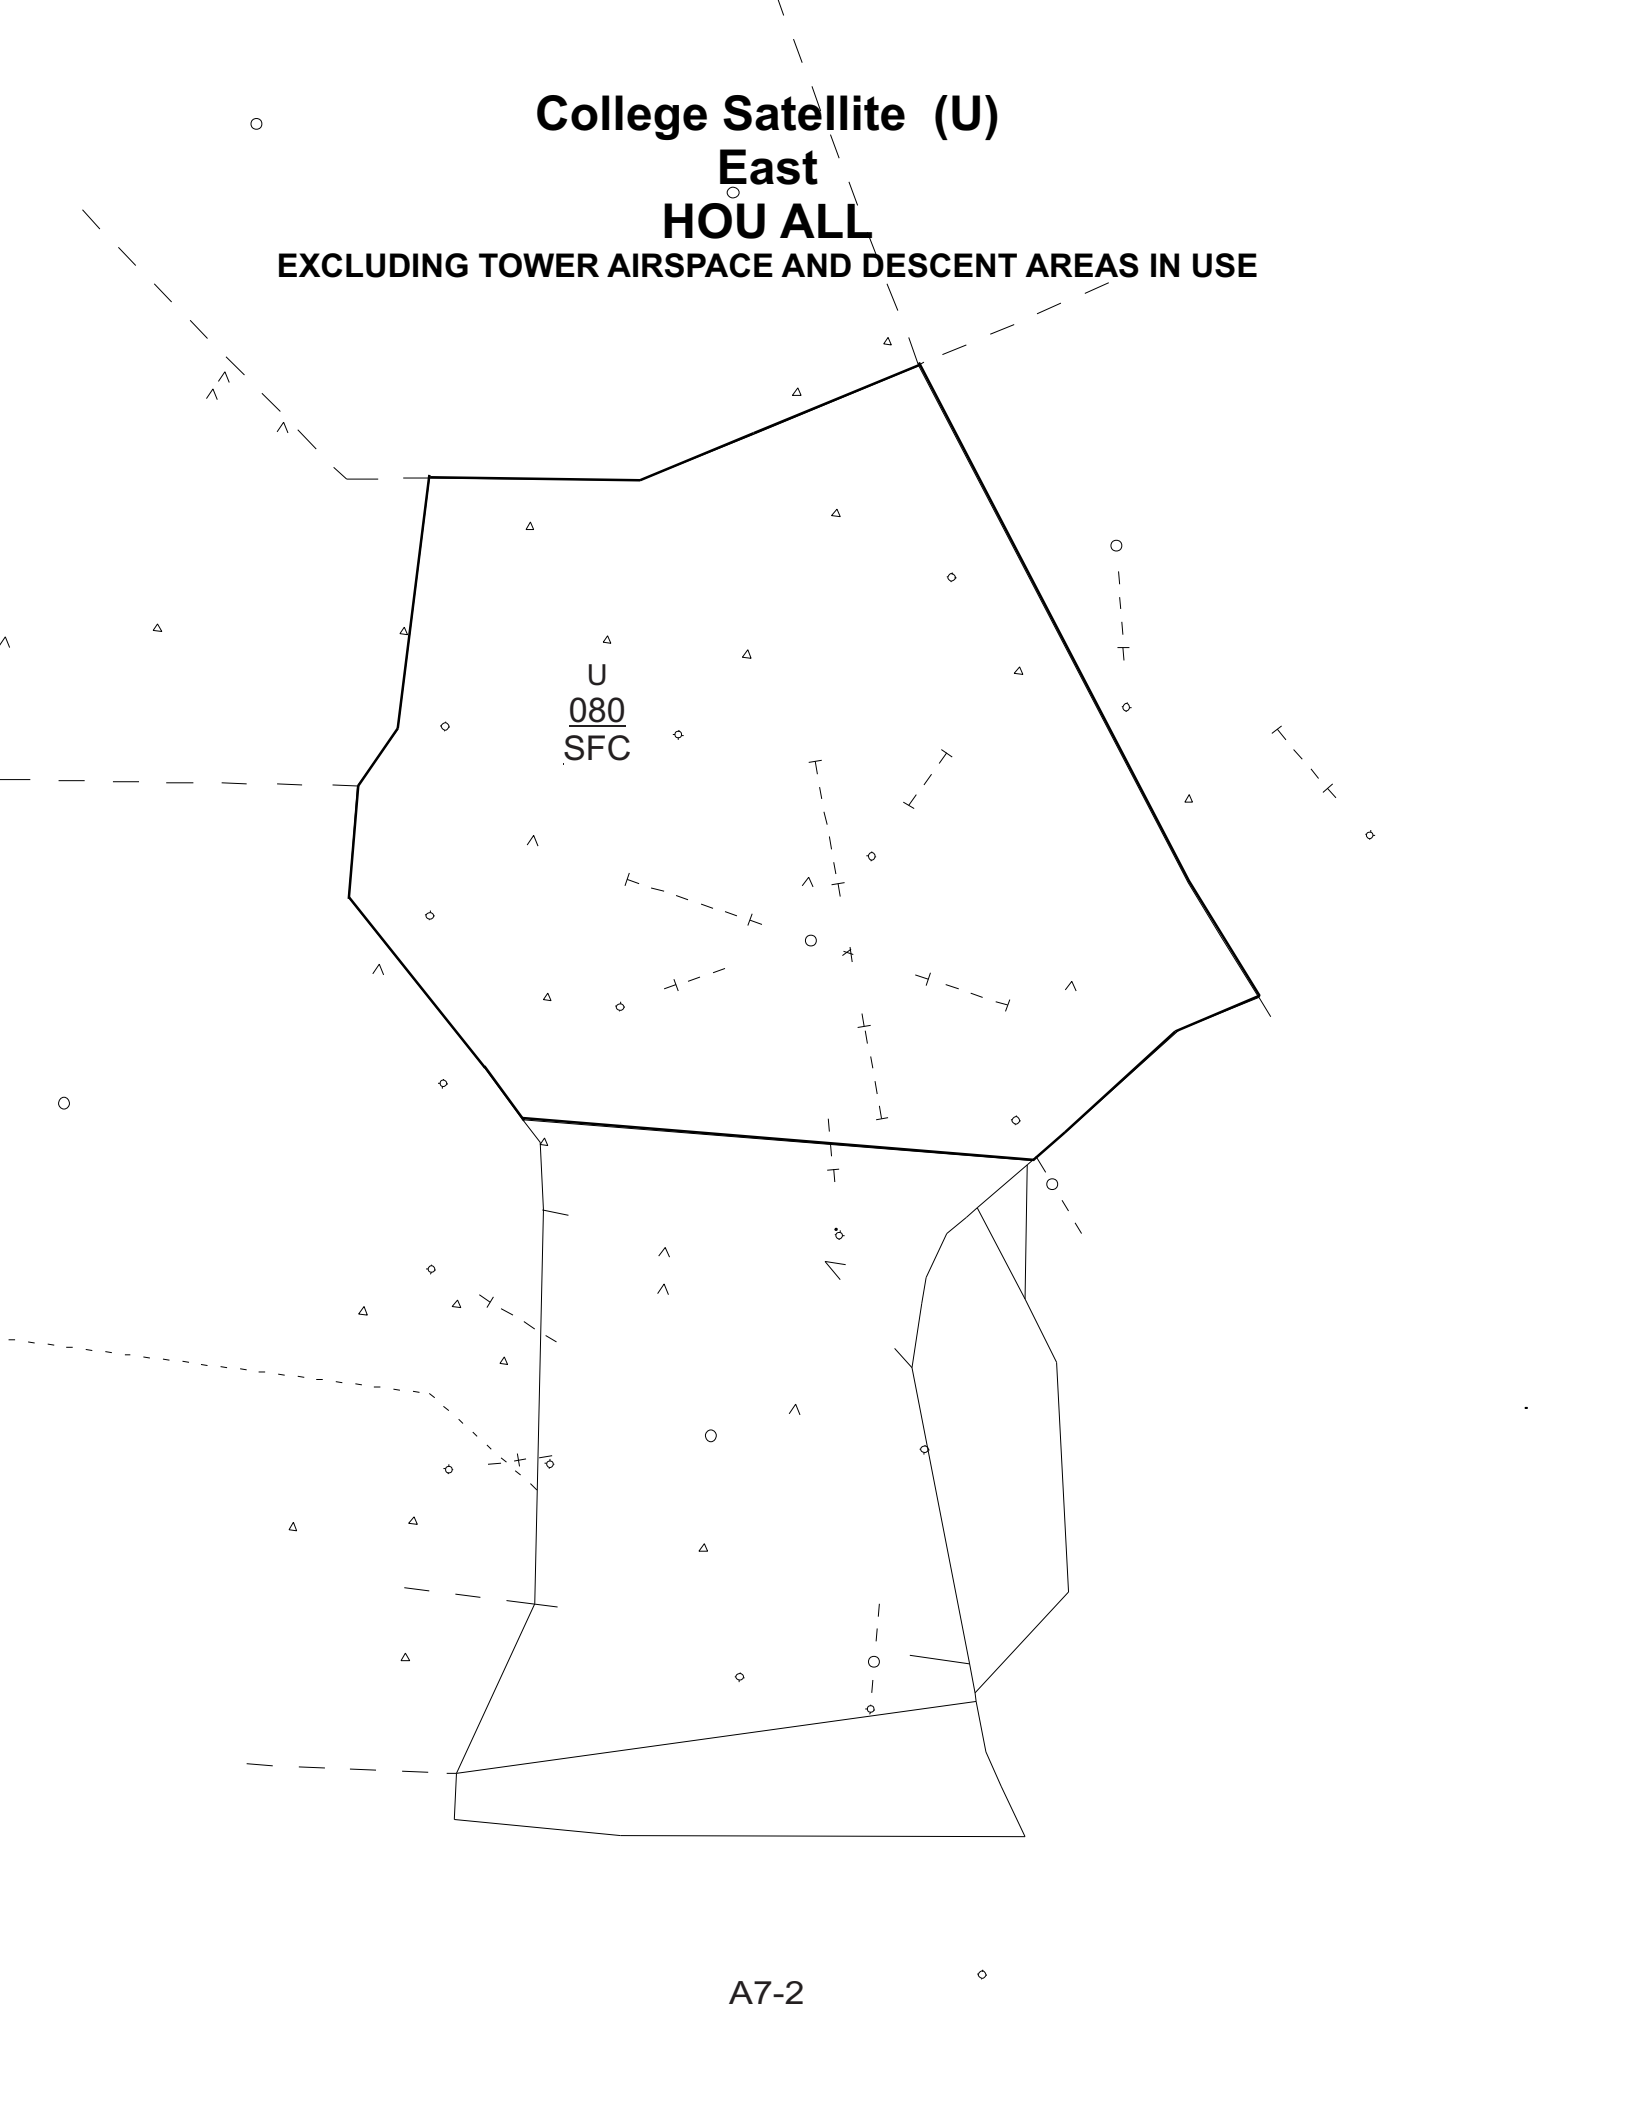 College Satellite (U)
East
HOU ALL
EXCLUDING TOWER AIRSPACE AND DESCENT AREAS IN USE
U
080
SFC
A7-2